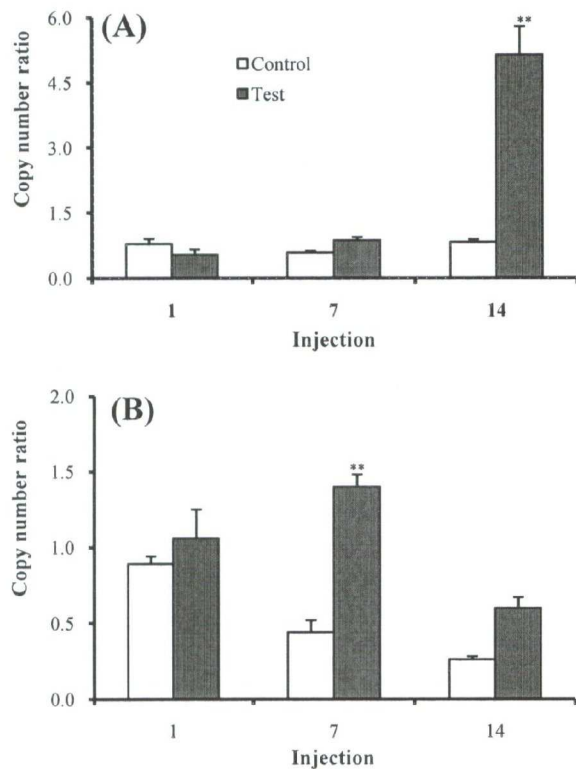 (A)
Copy number ratio
6.0
4.5
3.0
1.5
0.0
Control
Test
**
1 7 14
Injection
(B)
Copy number ratio
2.0
1.5
1.0
0.5
0.0
**
1 7 14
Injection